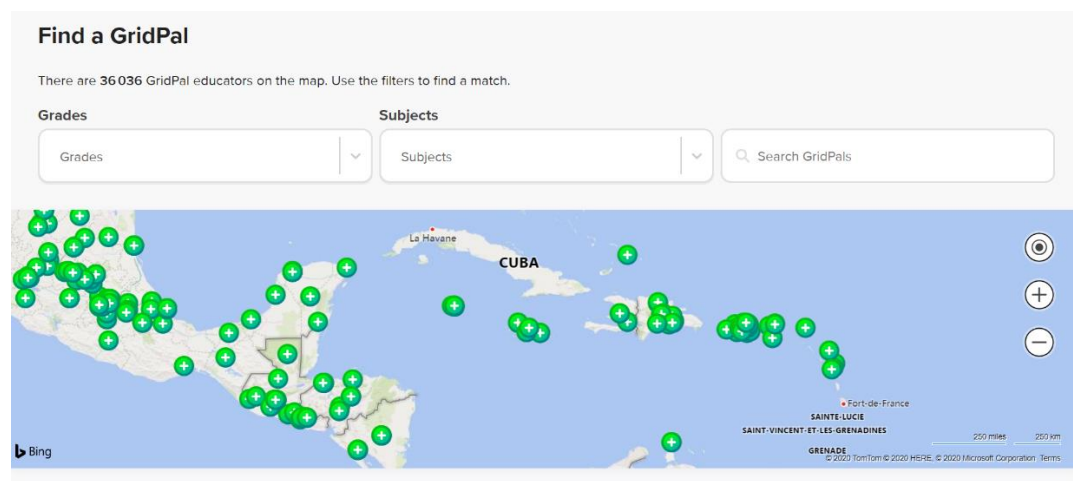 Find a GridPal
There are 36 036 GridPal educators on the map. Use the filters to find a match.
Grades
Subjects
Grades
Subjects
Search GridPals
La Havane
CUBA
Fort-de-France
SAINTE-LUCIE
SAINT-VINCENT-ET-LES-GRENADINES
250 miles
250 km
Bing
GRENADE
© 2020 TomTom © 2020 HERE, © 2020 Microsoft Corporation Terms